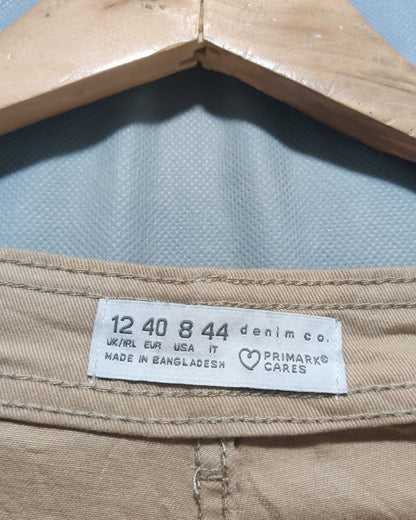 12 40 8 44 denim co.
UK/IRL EUR USA IT
MADE IN BANGLADESH
PRIMARK®
CARES